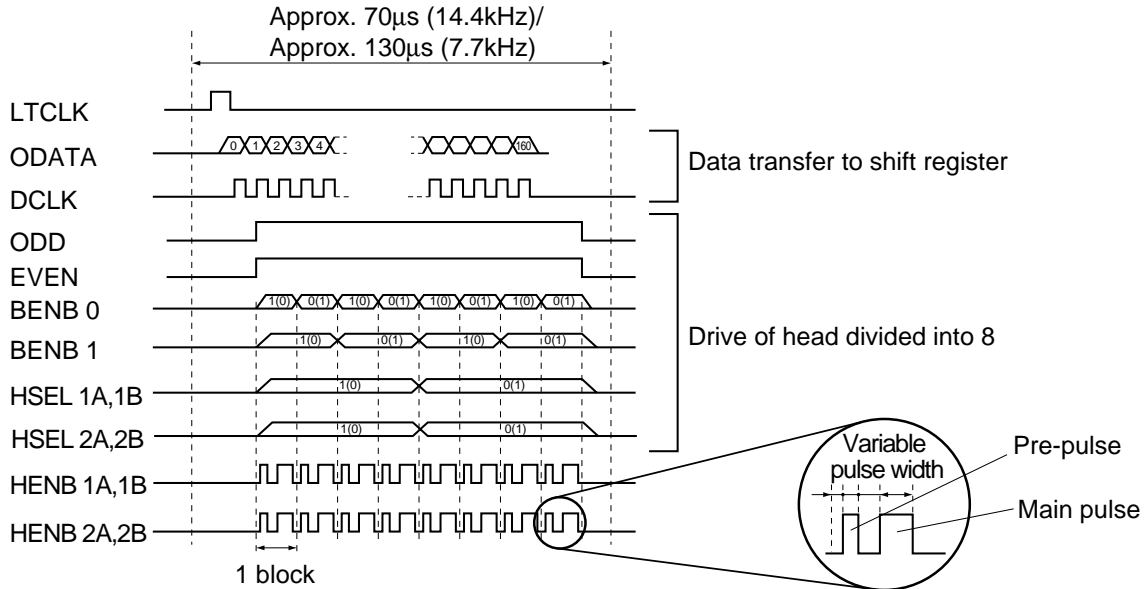 Approx. 70µs (14.4kHz)/
Approx. 130µs (7.7kHz)
LTCLK
ODATA
0 1 2 3 4 160
Data transfer to shift register
DCLK
ODD
EVEN
BENB 0
1(0) 0(1) 1(0) 0(1) 1(0) 0(1) 1(0) 0(1)
BENB 1
1(0) 0(1) 1(0) 0(1)
Drive of head divided into 8
HSEL 1A,1B
1(0) 0(1)
HSEL 2A,2B
1(0) 0(1)
HENB 1A,1B
HENB 2A,2B
1 block
Variable
pulse width
Pre-pulse
Main pulse